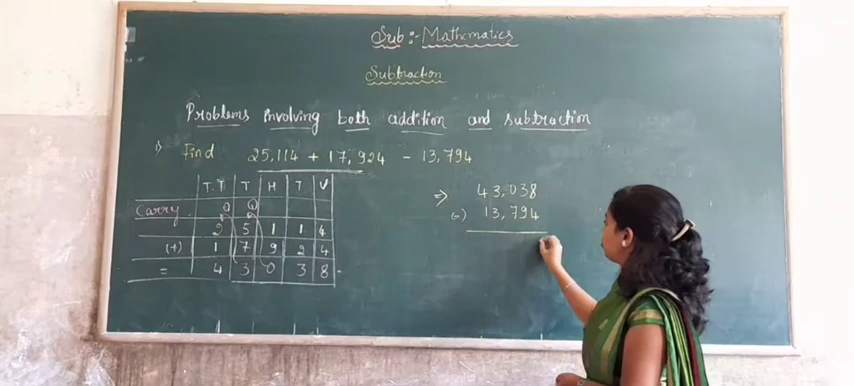 Sub:- Mathematics
Subtraction
Problems involving both addition and subtraction
1) Find 25,114 + 17,924 - 13,794
T.T T H T. U
Carry 1 1
2 5 1 1 4
(+) 1 7 9 2 4
= 4 3 0 3 8
⇒ 43,038
(-) 13,794